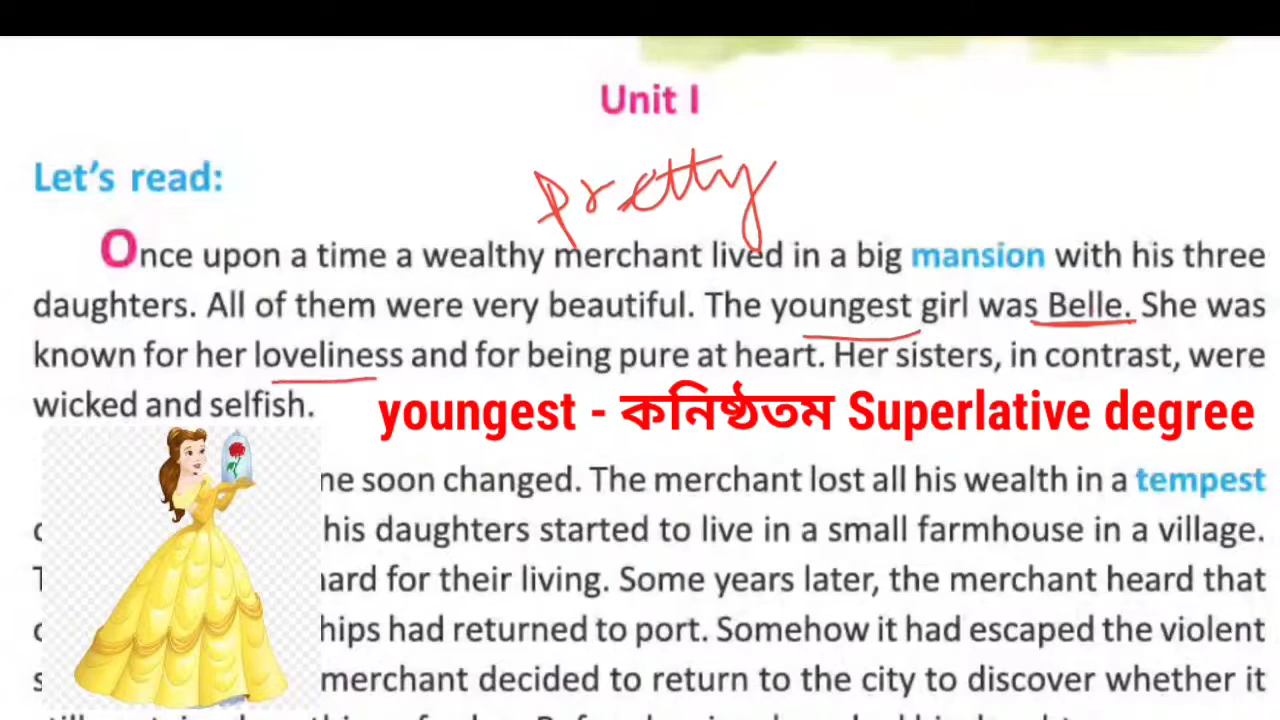 Unit I
Let's read:
pretty
Once upon a time a wealthy merchant lived in a big mansion with his three
daughters. All of them were very beautiful. The youngest girl was Belle. She was
known for her loveliness and for being pure at heart. Her sisters, in contrast, were
wicked and selfish.
youngest - কনিষ্ঠতম Superlative degree
ne soon changed. The merchant lost all his wealth in a tempest
his daughters started to live in a small farmhouse in a village.
hard for their living. Some years later, the merchant heard that
hips had returned to port. Somehow it had escaped the violent
merchant decided to return to the city to discover whether it